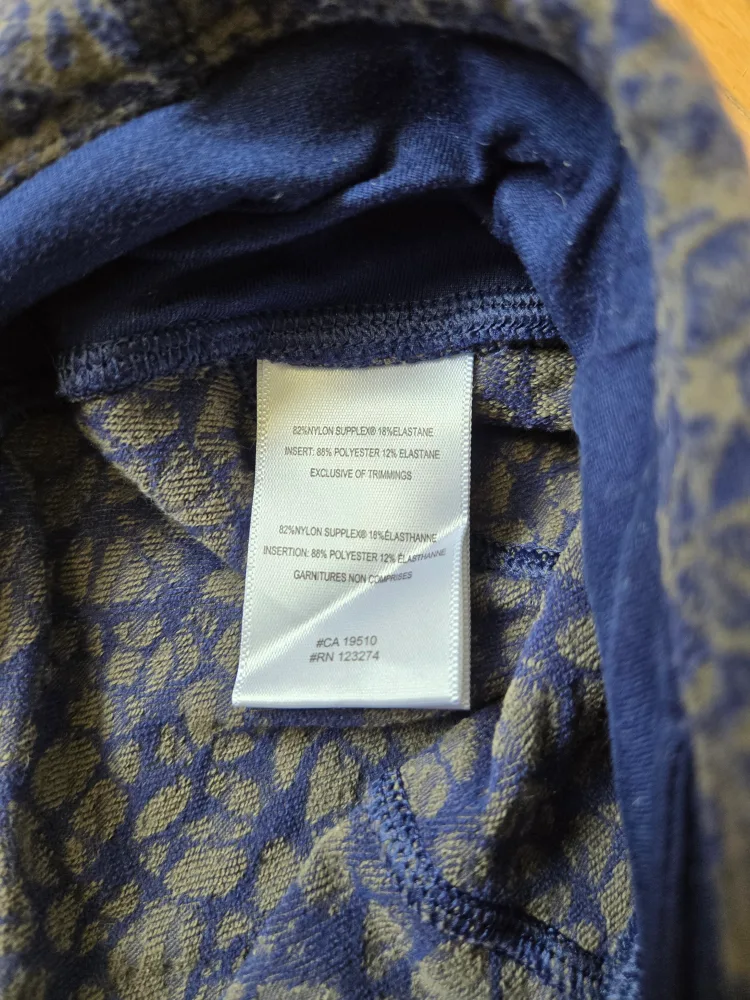 82%NYLON SUPPLEX® 18%ELASTANE
INSERT: 88% POLYESTER 12% ELASTANE
EXCLUSIVE OF TRIMMINGS
82%NYLON SUPPLEX® 18%ÉLASTHANNE
INSERTION: 88% POLYESTER 12% ÉLASTHANNE
GARNITURES NON COMPRISES
#CA 19510
#RN 123274